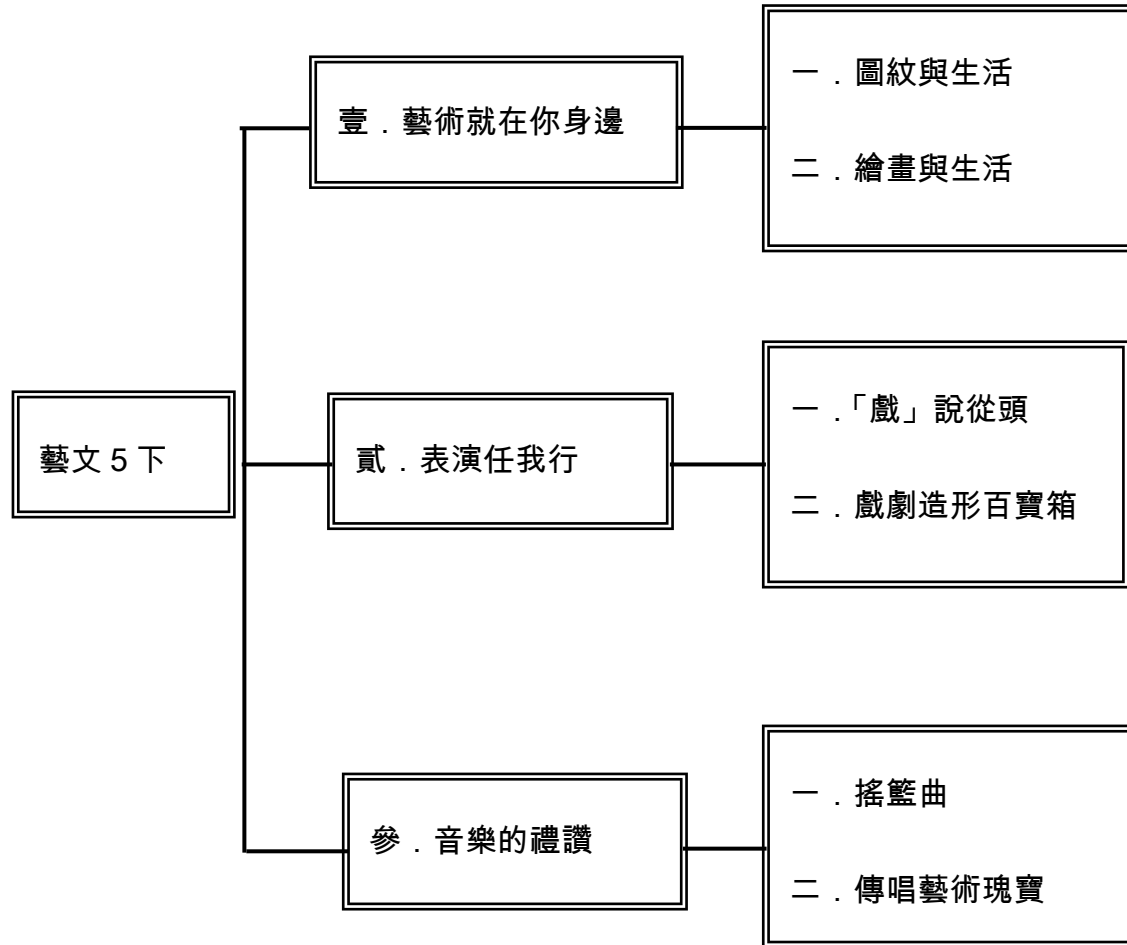 藝文5下
壹．藝術就在你身邊
一．圖紋與生活
二．繪畫與生活
貳．表演任我行
一．「戲」說從頭
二．戲劇造形百寶箱
參．音樂的禮讚
一．搖籃曲
二．傳唱藝術瑰寶